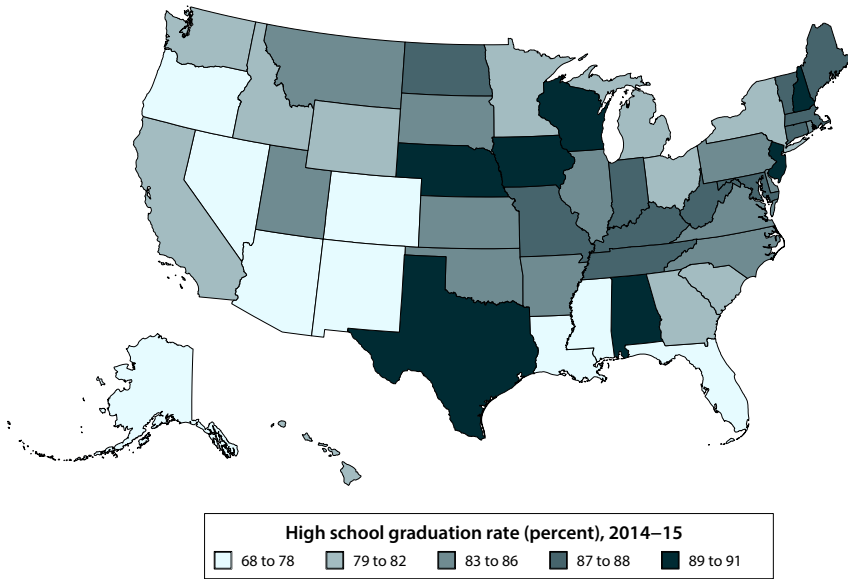 High school graduation rate (percent), 2014–15
68 to 78 79 to 82 83 to 86 87 to 88 89 to 91